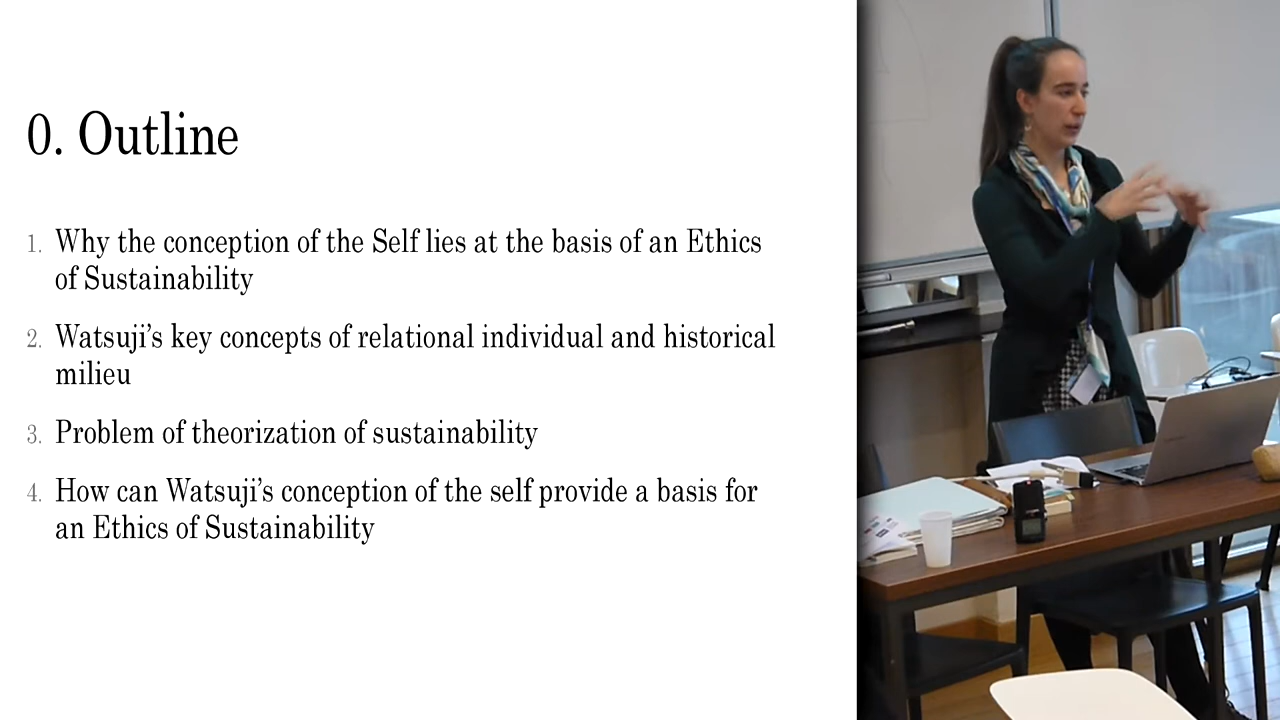 0. Outline
1. Why the conception of the Self lies at the basis of an Ethics
of Sustainability
2. Watsuji’s key concepts of relational individual and historical
milieu
3. Problem of theorization of sustainability
4. How can Watsuji’s conception of the self provide a basis for
an Ethics of Sustainability